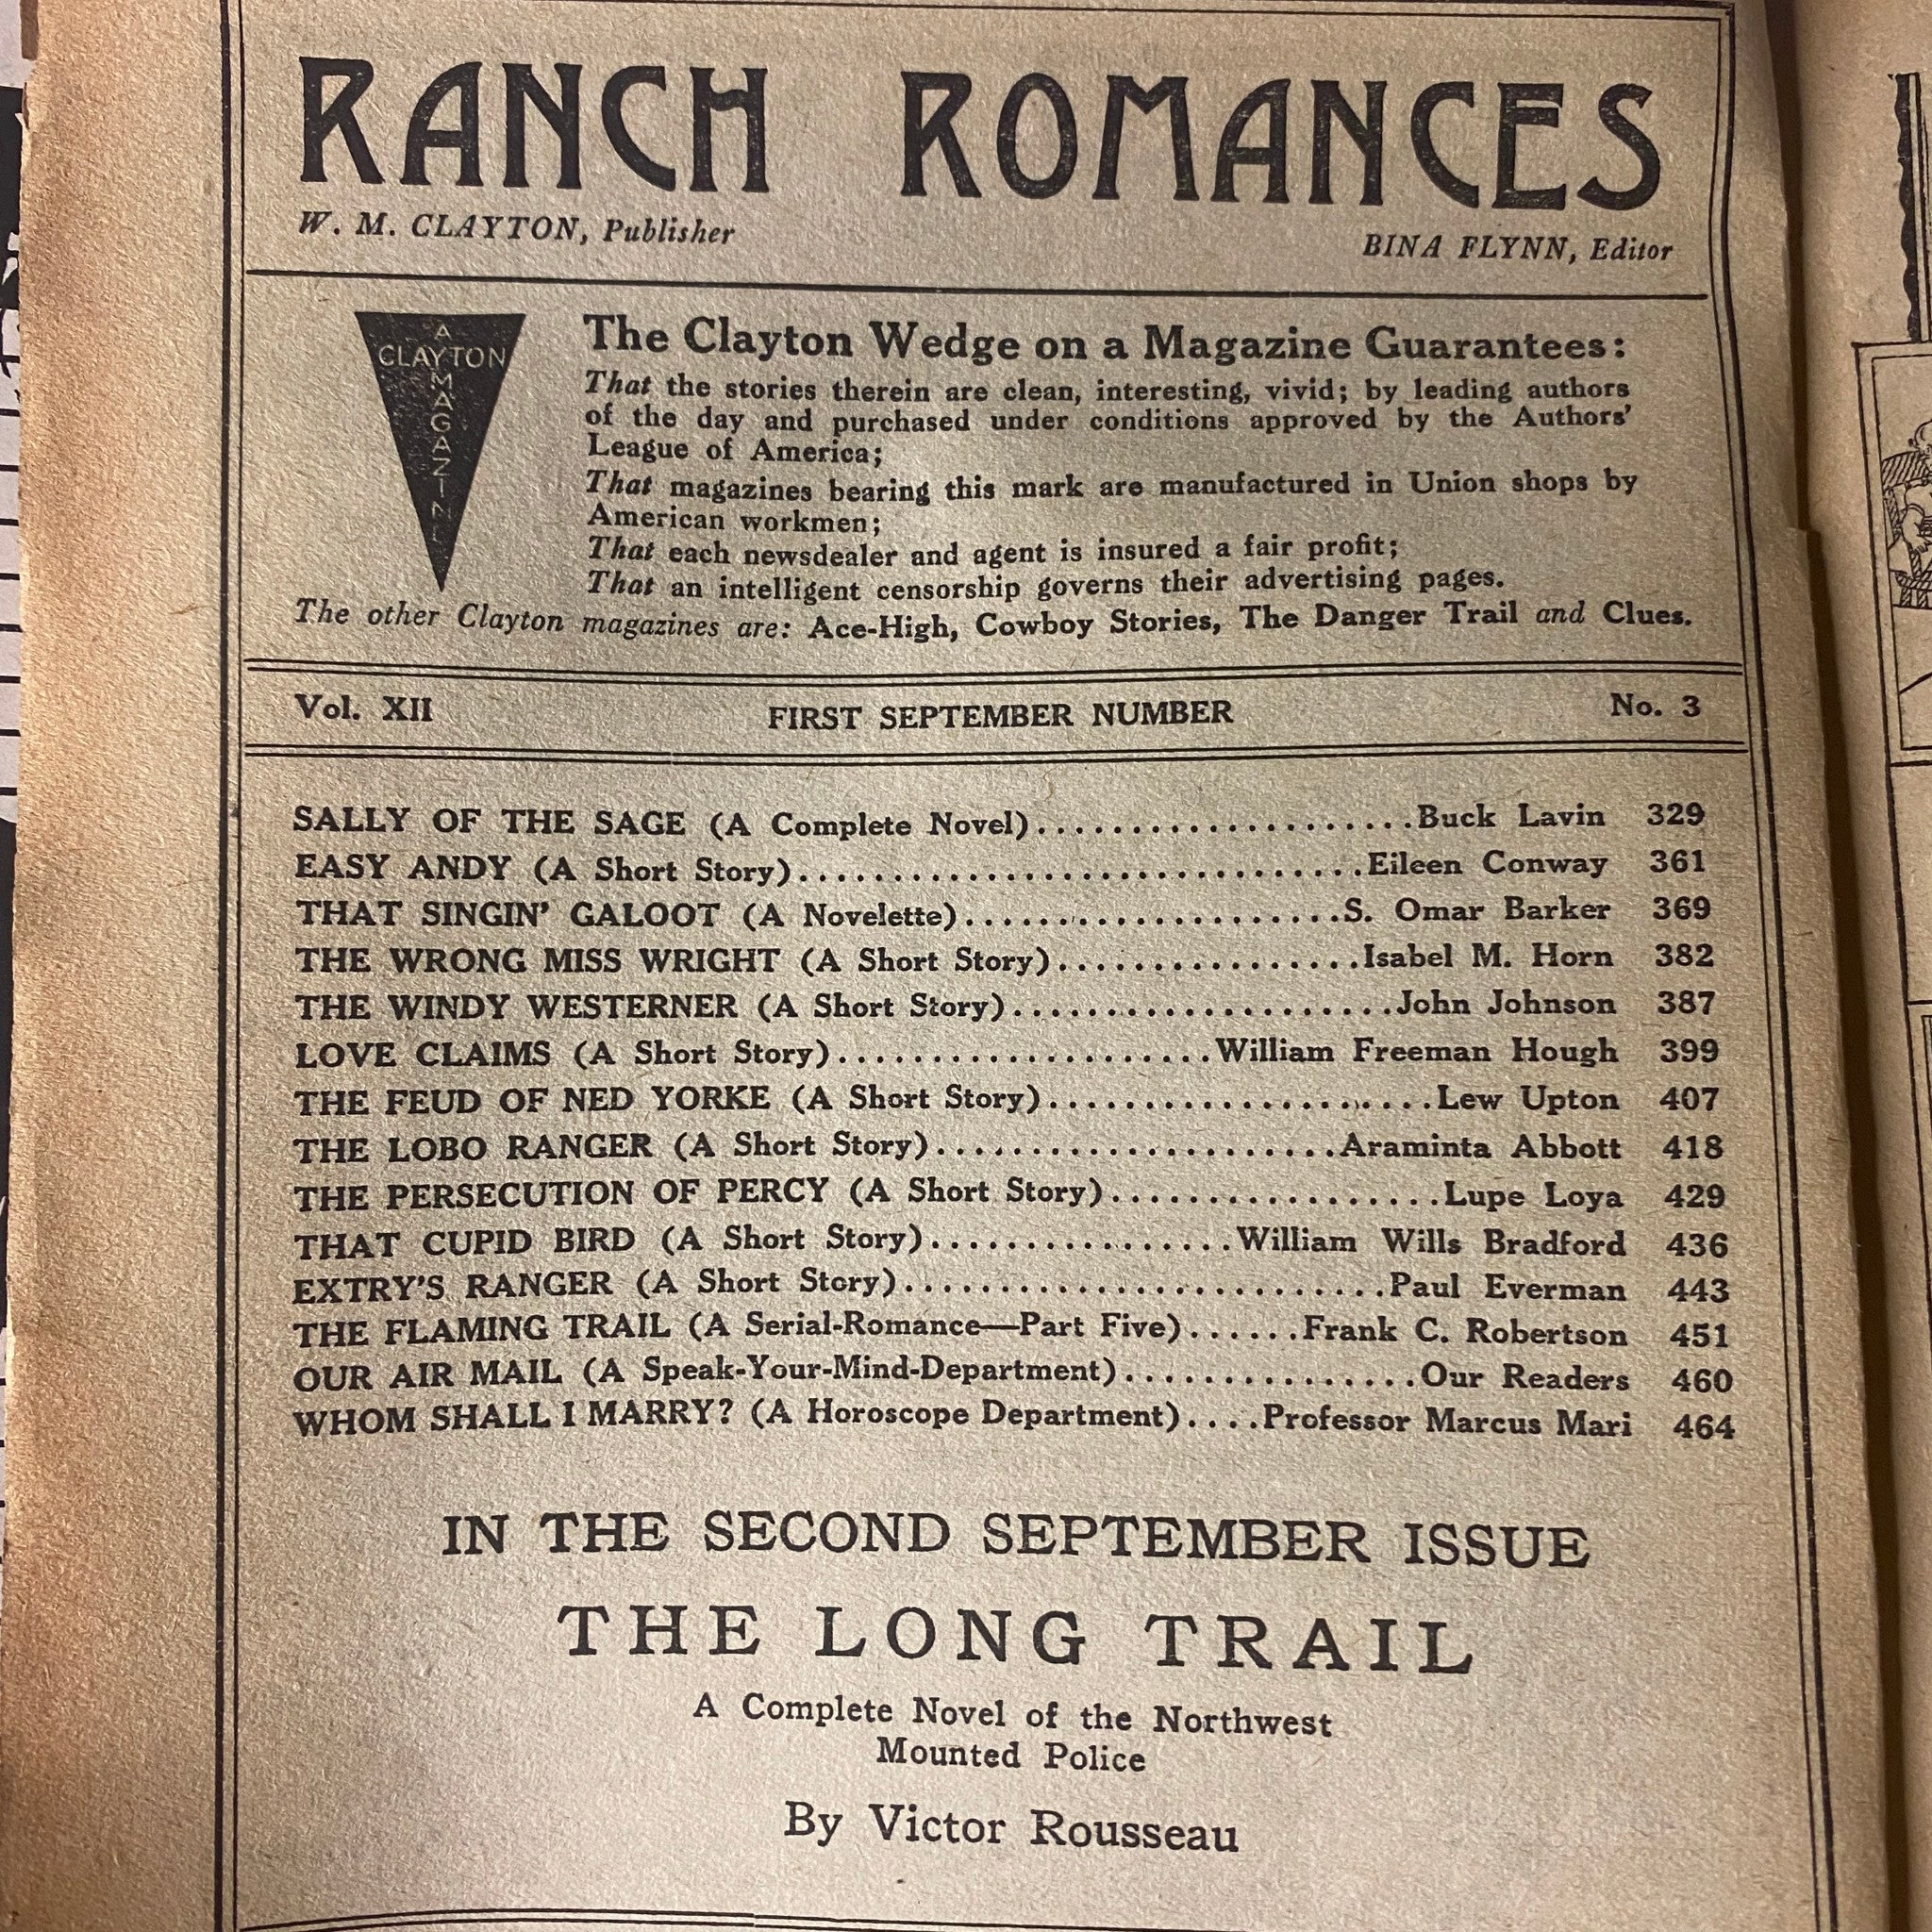 RANCH ROMANCES
W. M. CLAYTON, Publisher
BINA FLYNN, Editor
A
CLAYTON
MAGAZINE
The Clayton Wedge on a Magazine Guarantees:
That the stories therein are clean, interesting, vivid; by leading authors
of the day and purchased under conditions approved by the Authors'
League of America;
That magazines bearing this mark are manufactured in Union shops by
American workmen;
That each newsdealer and agent is insured a fair profit;
That an intelligent censorship governs their advertising pages.
The other Clayton magazines are: Ace-High, Cowboy Stories, The Danger Trail and Clues.
Vol. XII FIRST SEPTEMBER NUMBER No. 3
SALLY OF THE SAGE (A Complete Novel)....................Buck Lavin 329
EASY ANDY (A Short Story)..............................Eileen Conway 361
THAT SINGIN' GALOOT (A Novelette)....................S. Omar Barker 369
THE WRONG MISS WRIGHT (A Short Story)................Isabel M. Horn 382
THE WINDY WESTERNER (A Short Story)....................John Johnson 387
LOVE CLAIMS (A Short Story)....................William Freeman Hough 399
THE FEUD OF NED YORKE (A Short Story)....................Lew Upton 407
THE LOBO RANGER (A Short Story).....................Araminta Abbott 418
THE PERSECUTION OF PERCY (A Short Story)..................Lupe Loya 429
THAT CUPID BIRD (A Short Story)................William Wills Bradford 436
EXTRY'S RANGER (A Short Story).........................Paul Everman 443
THE FLAMING TRAIL (A Serial-Romance—Part Five)......Frank C. Robertson 451
OUR AIR MAIL (A Speak-Your-Mind-Department)................Our Readers 460
WHOM SHALL I MARRY? (A Horoscope Department)....Professor Marcus Mari 464
IN THE SECOND SEPTEMBER ISSUE
THE LONG TRAIL
A Complete Novel of the Northwest
Mounted Police
By Victor Rousseau